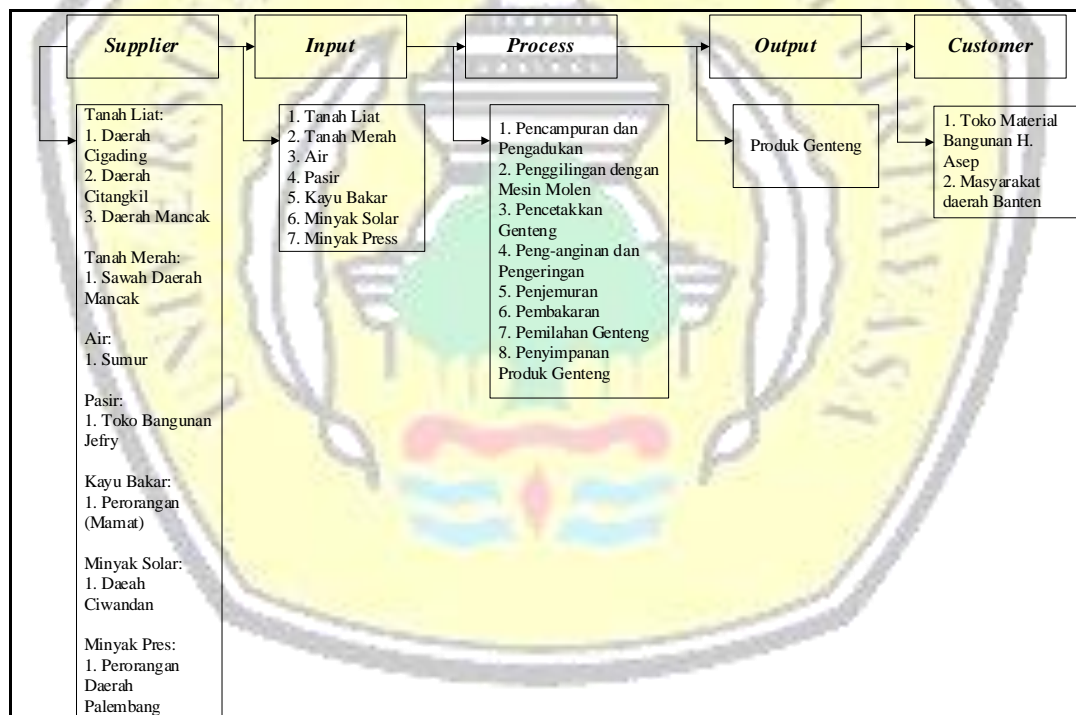 Supplier
Input
Process
Output
Customer
Tanah Liat:
1. Daerah
Cigading
2. Daerah
Citangkil
3. Daerah Mancak
Tanah Merah:
1. Sawah Daerah
Mancak
Air:
1. Sumur
Pasir:
1. Toko Bangunan
Jefry
Kayu Bakar:
1. Perorangan
(Mamat)
Minyak Solar:
1. Daeah
Ciwandan
Minyak Pres:
1. Perorangan
Daerah
Palembang
1. Tanah Liat
2. Tanah Merah
3. Air
4. Pasir
5. Kayu Bakar
6. Minyak Solar
7. Minyak Press
1. Pencampuran dan
Pengadukan
2. Penggilingan dengan
Mesin Molen
3. Pencetakkan
Genteng
4. Peng-anginan dan
Pengeringan
5. Penjemuran
6. Pembakaran
7. Pemilahan Genteng
8. Penyimpanan
Produk Genteng
Produk Genteng
1. Toko Material
Bangunan H.
Asep
2. Masyarakat
daerah Banten